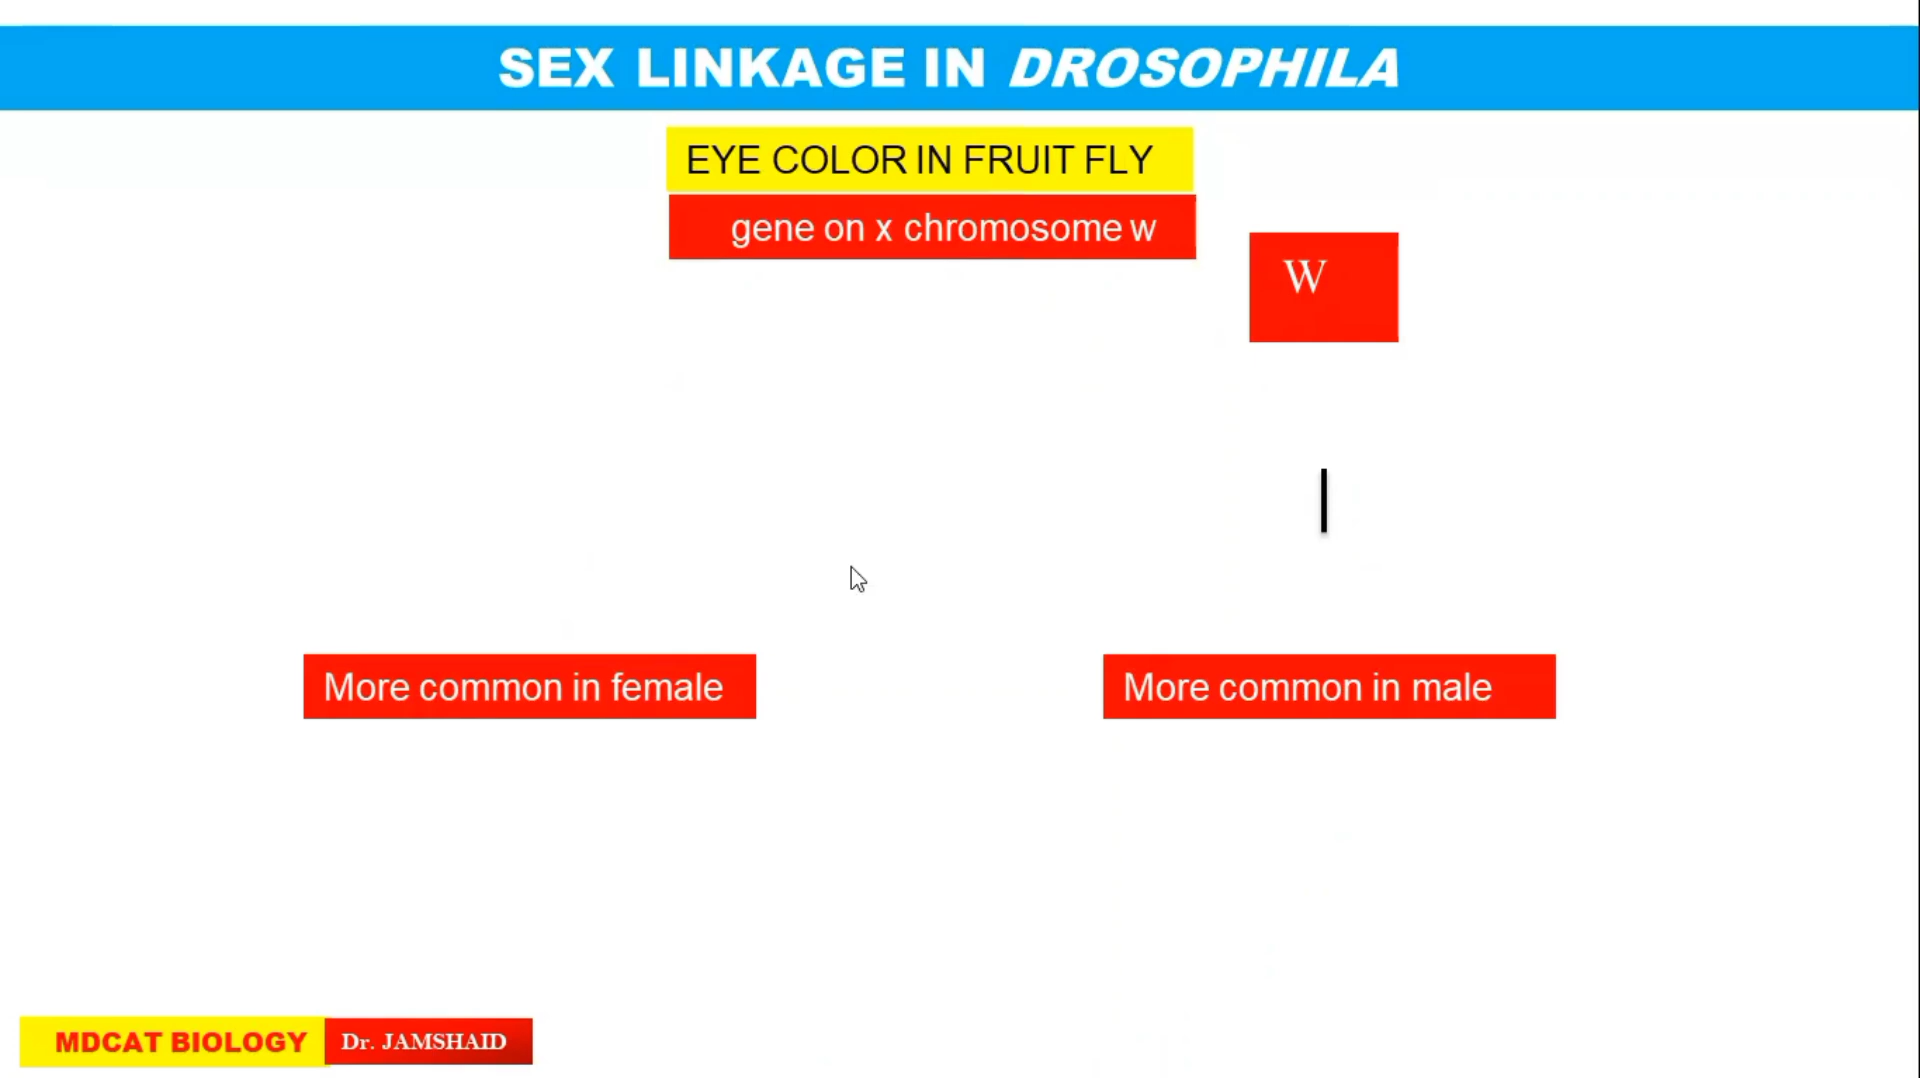 SEX LINKAGE IN DROSOPHILA
EYE COLOR IN FRUIT FLY
gene on x chromosome w
W
More common in female
More common in male
MDCAT BIOLOGY
Dr. JAMSHAID